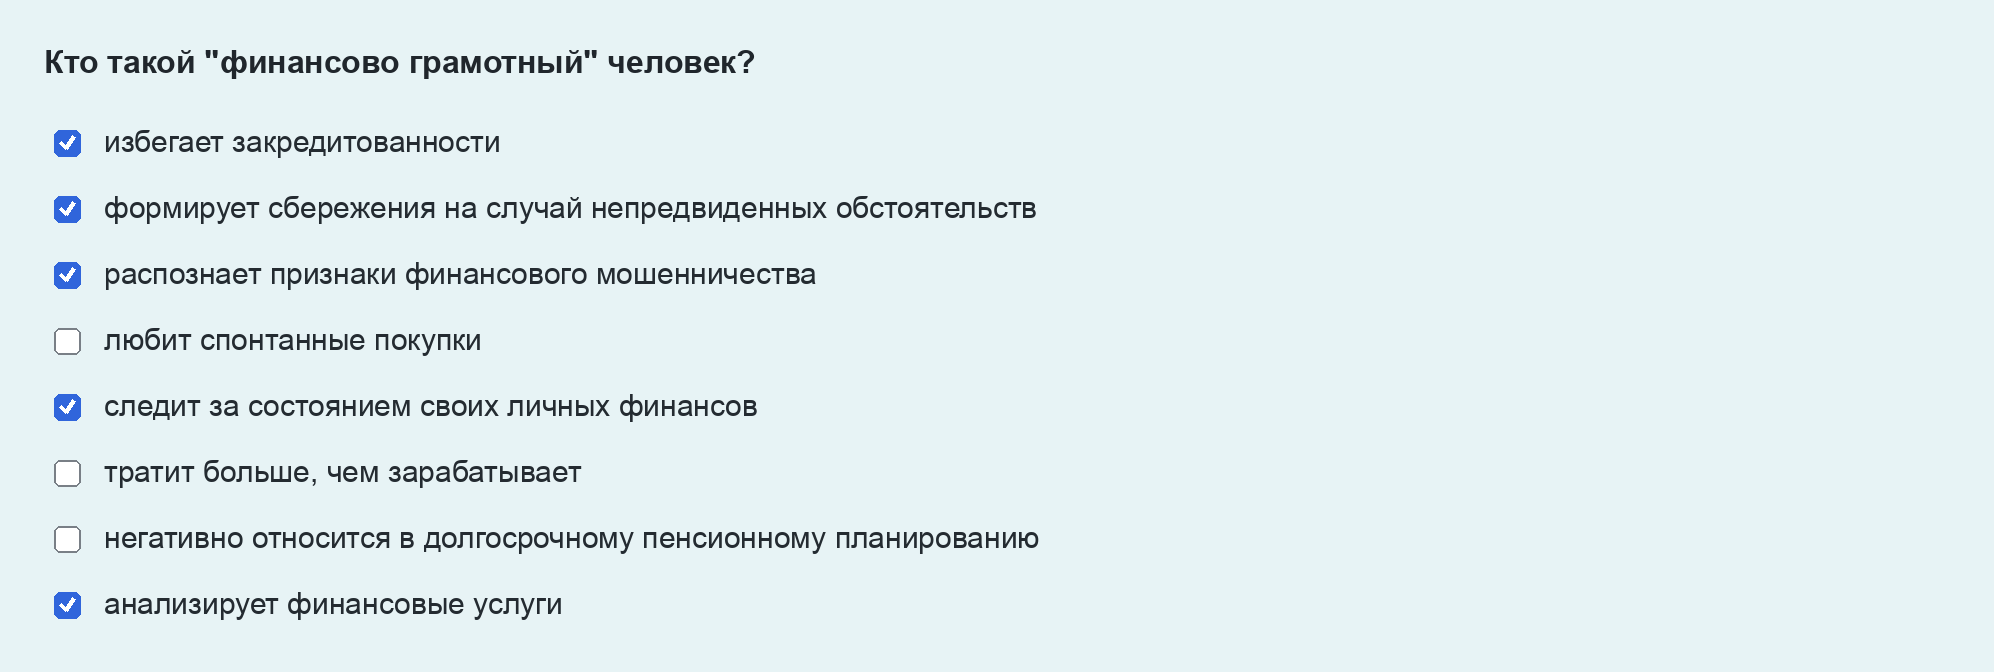 Кто такой "финансово грамотный" человек?
избегает закредитованности
формирует сбережения на случай непредвиденных обстоятельств
распознает признаки финансового мошенничества
любит спонтанные покупки
следит за состоянием своих личных финансов
тратит больше, чем зарабатывает
негативно относится в долгосрочному пенсионному планированию
анализирует финансовые услуги